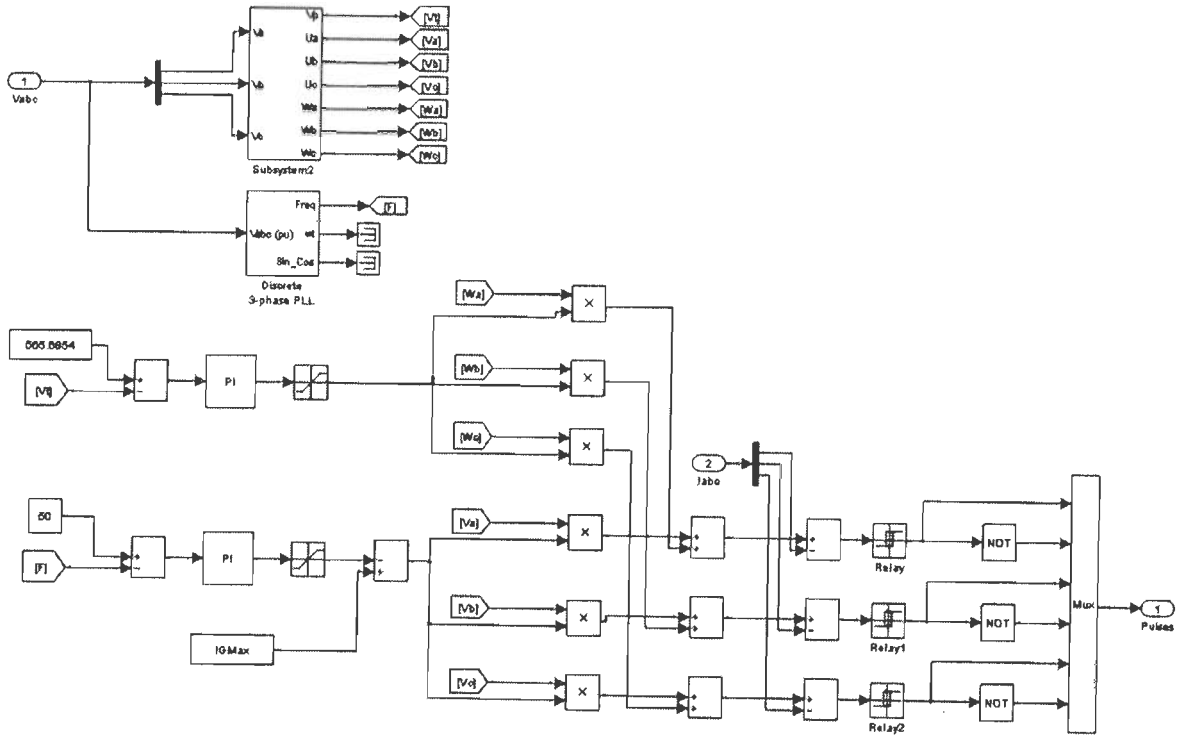 Vp
[Vt]
Va
Ua
[Va]
Ub
[Vb]
1
Vabc
Vb
Uc
[Vc]
Wa
[Wa]
Vc
Wb
[Wb]
Wc
[Wc]
Subsystem2
Freq
[F]
Vabc (pu)
wt
Sin_Cos
Discrete
3-phase PLL
[Wa]
×
565.6854
[Wb]
×
PI
[Vt]
[Wc]
×
2
Iabc
50
[Va]
×
PI
NOT
[F]
Relay
[Vb]
×
Mux
1
NOT
Pulses
IGMax
Relay1
[Vc]
×
NOT
Relay2